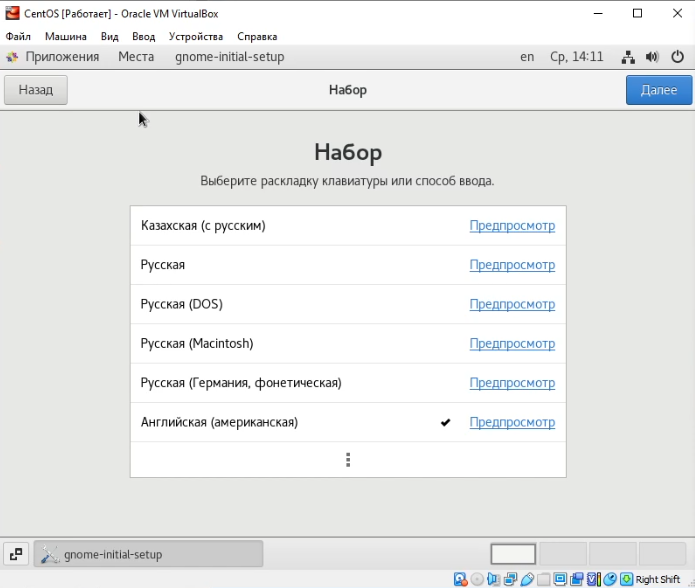 CentOS [Работает] - Oracle VM VirtualBox
Файл Машина Вид Ввод Устройства Справка
Приложения Места gnome-initial-setup en Ср, 14:11
Назад Набор Далее
Набор
Выберите раскладку клавиатуры или способ ввода.
Казахская (с русским) Предпросмотр
Русская Предпросмотр
Русская (DOS) Предпросмотр
Русская (Macintosh) Предпросмотр
Русская (Германия, фонетическая) Предпросмотр
Английская (американская) Предпросмотр
gnome-initial-setup
Right Shift